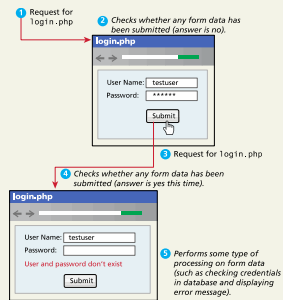 1 Request for
login.php
2 Checks whether any form data has
been submitted (answer is no).
login.php
User Name: testuser
Password: ******
Submit
3 Request for login.php
4 Checks whether any form data has been
submitted (answer is yes this time).
login.php
User Name: testuser
Password:
User and password don't exist
Submit
5 Performs some type of
processing on form data
(such as checking credentials
in database and displaying
error message).